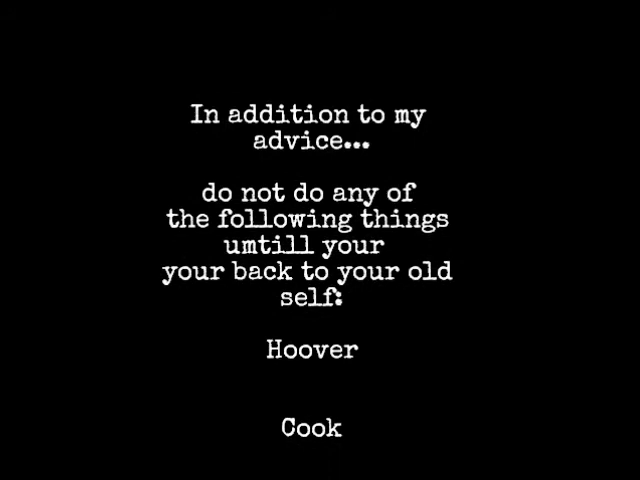 In addition to my
advice...
do not do any of
the following things
umtill your
your back to your old
self:
Hoover
Cook